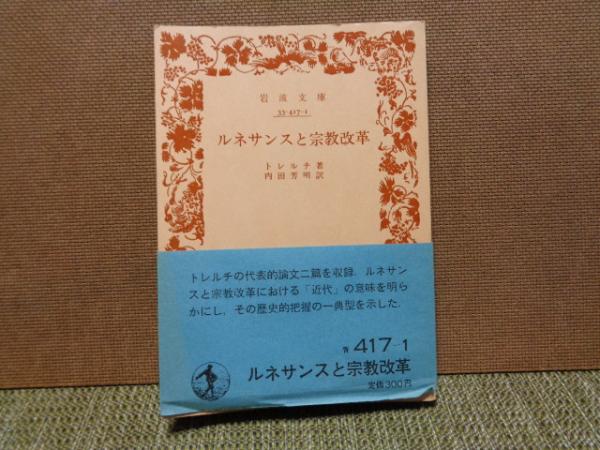 岩波文庫
33-417-1
ルネサンスと宗教改革
トレルチ著
内田芳明訳
トレルチの代表的論文二篇を収録. ルネサン
スと宗教改革における「近代」の意味を明ら
かにし, その歴史的把握の一典型を示した.
青 417-1
ルネサンスと宗教改革
定価300円